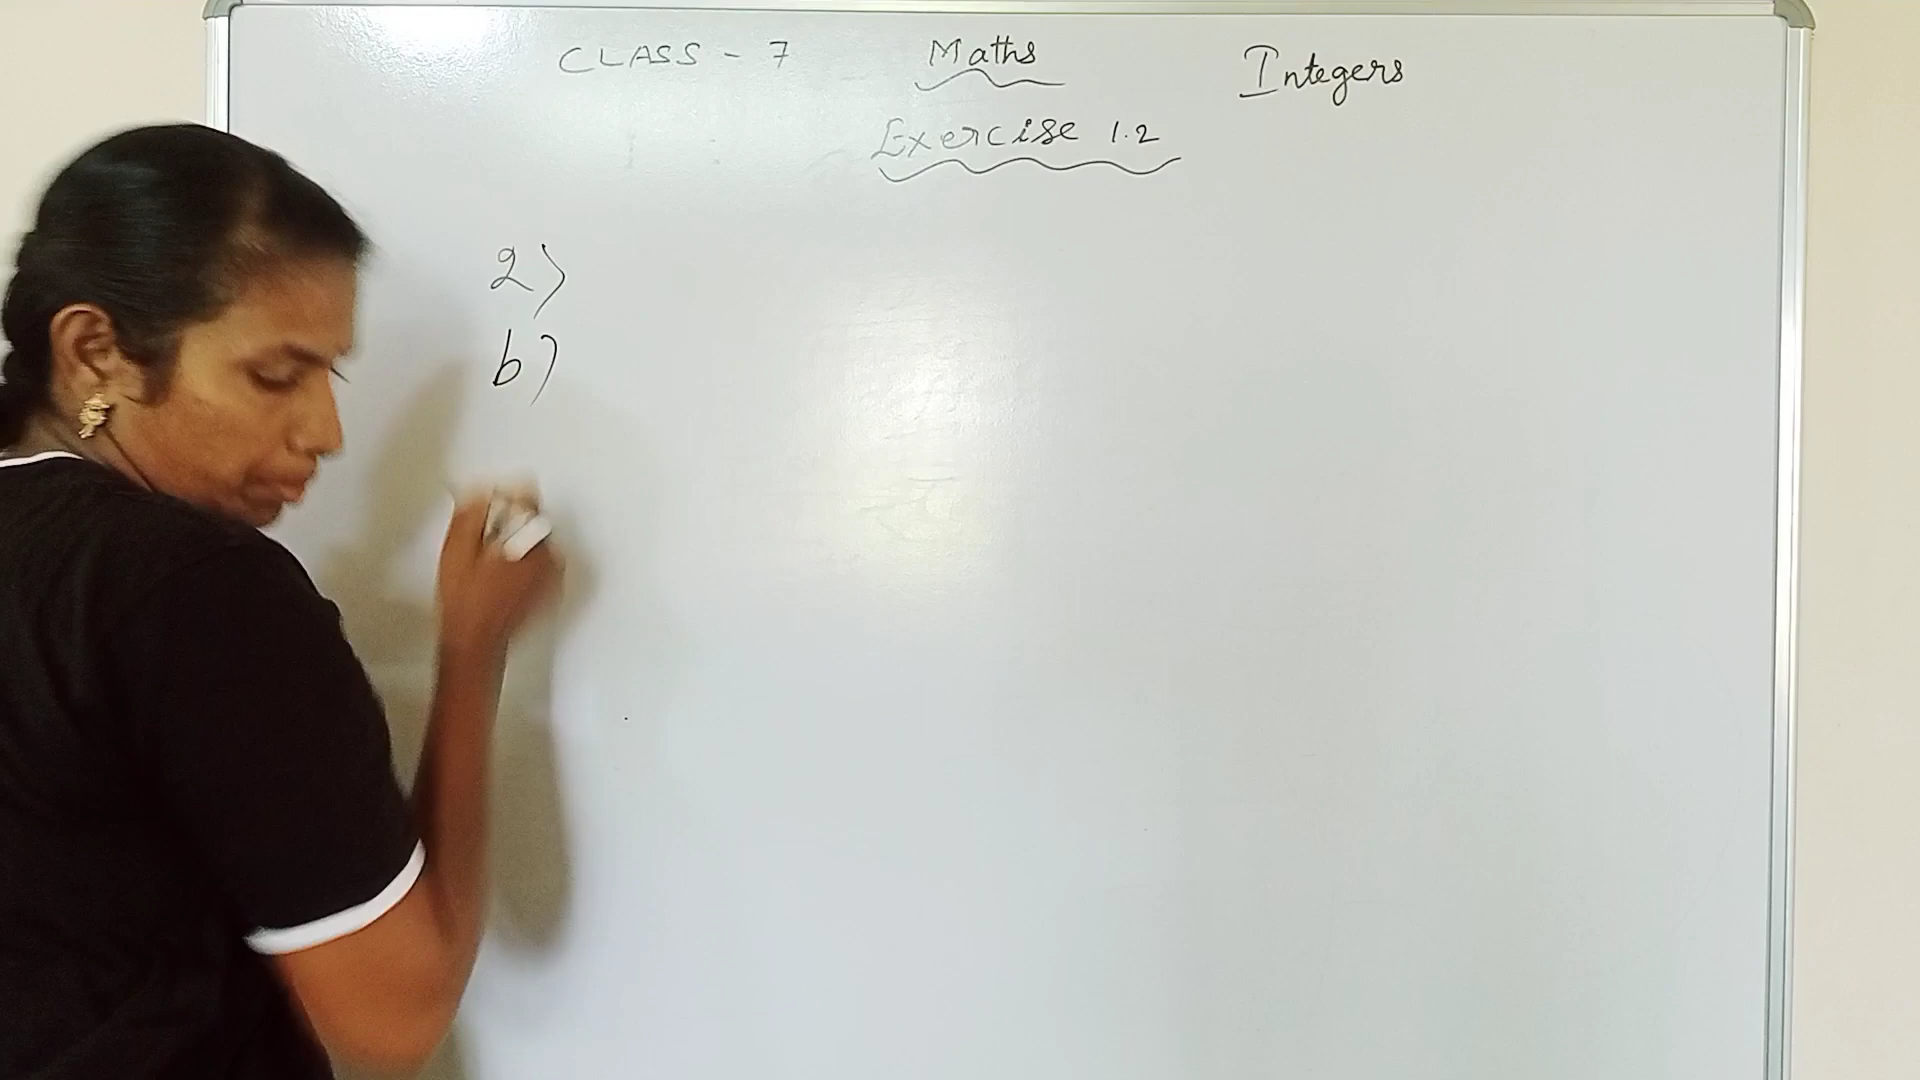 CLASS - 7 Maths Integers
Exercise 1.2
2)
b)